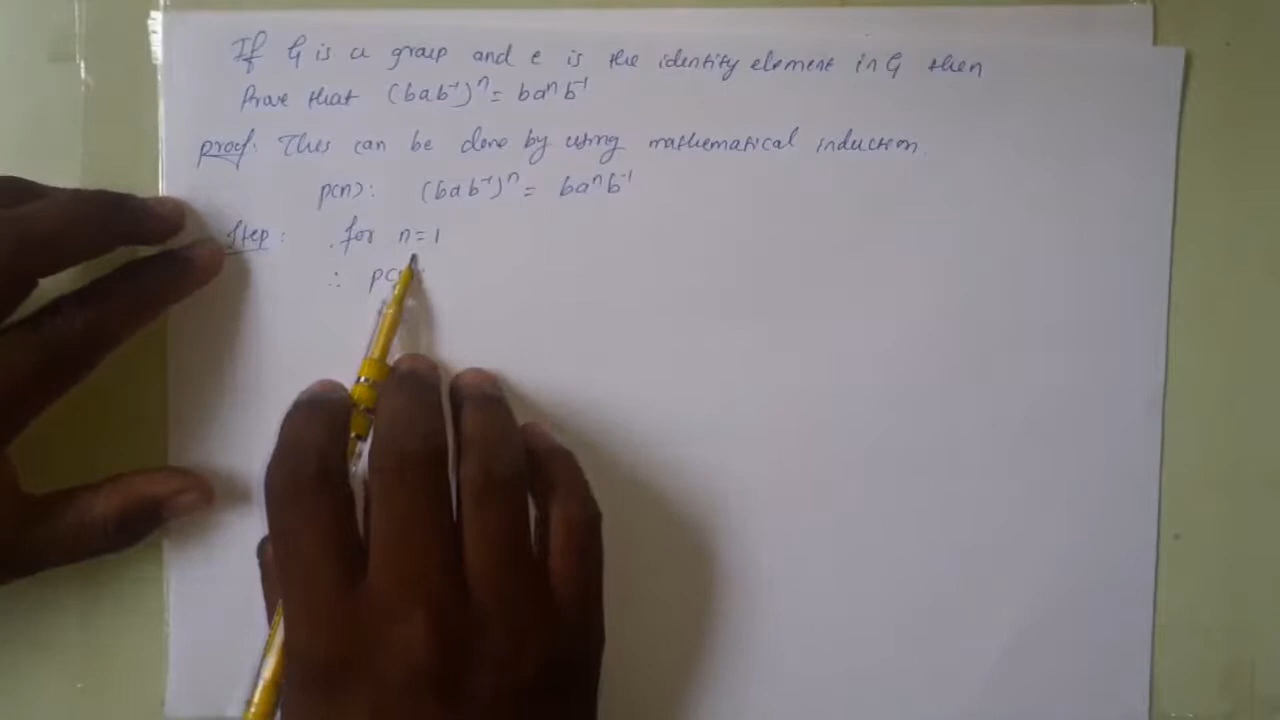 If G is a group and e is the identity element in G then
Prove that (bab⁻¹)ⁿ = baⁿb⁻¹
proof: This can be done by using mathematical induction.
p(n): (bab⁻¹)ⁿ = baⁿb⁻¹
Step: for n=1
∴ p(